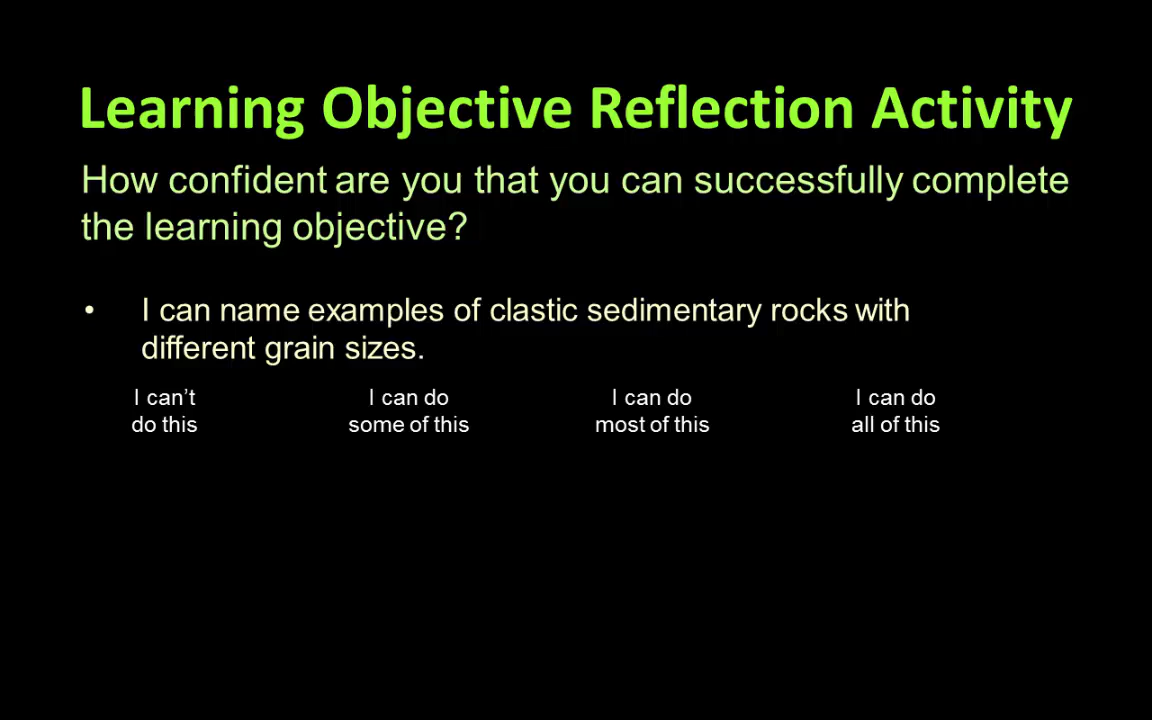 Learning Objective Reflection Activity
How confident are you that you can successfully complete
the learning objective?
• I can name examples of clastic sedimentary rocks with
different grain sizes.
I can’t
do this
I can do
some of this
I can do
most of this
I can do
all of this